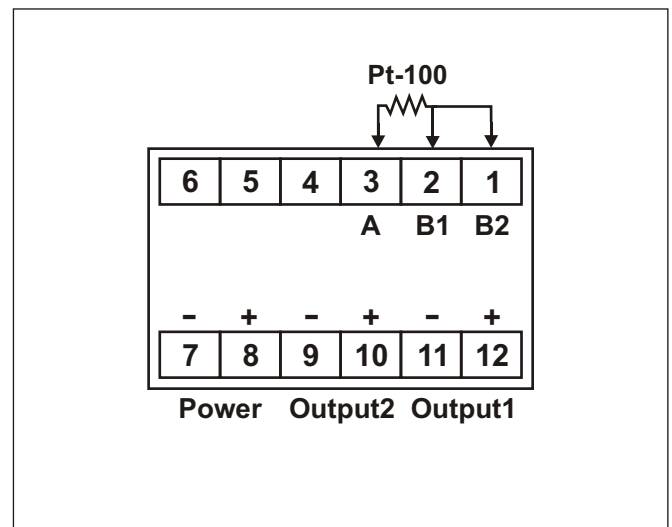 Pt-100
6 5 4 3 2 1
A B1 B2
- + - + - +
7 8 9 10 11 12
Power Output2 Output1